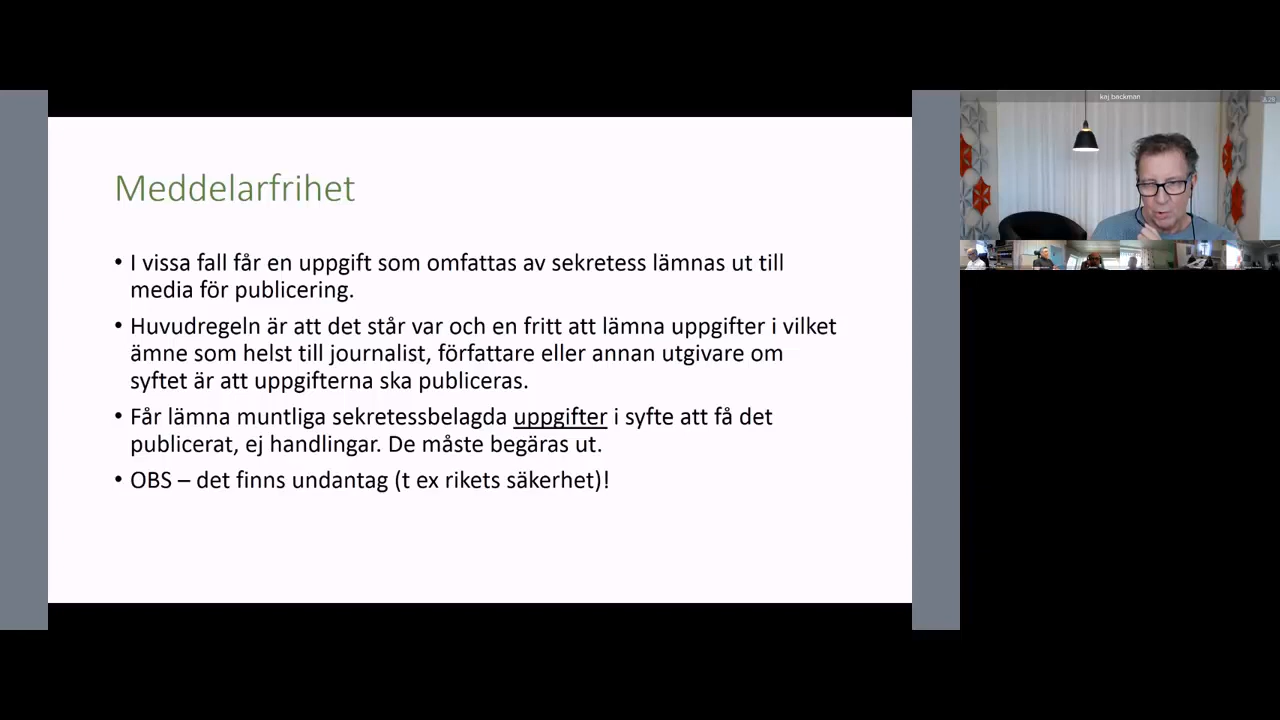 Meddelarfrihet
• I vissa fall får en uppgift som omfattas av sekretess lämnas ut till
media för publicering.
• Huvudregeln är att det står var och en fritt att lämna uppgifter i vilket
ämne som helst till journalist, författare eller annan utgivare om
syftet är att uppgifterna ska publiceras.
• Får lämna muntliga sekretessbelagda uppgifter i syfte att få det
publicerat, ej handlingar. De måste begäras ut.
• OBS – det finns undantag (t ex rikets säkerhet)!
kaj backman